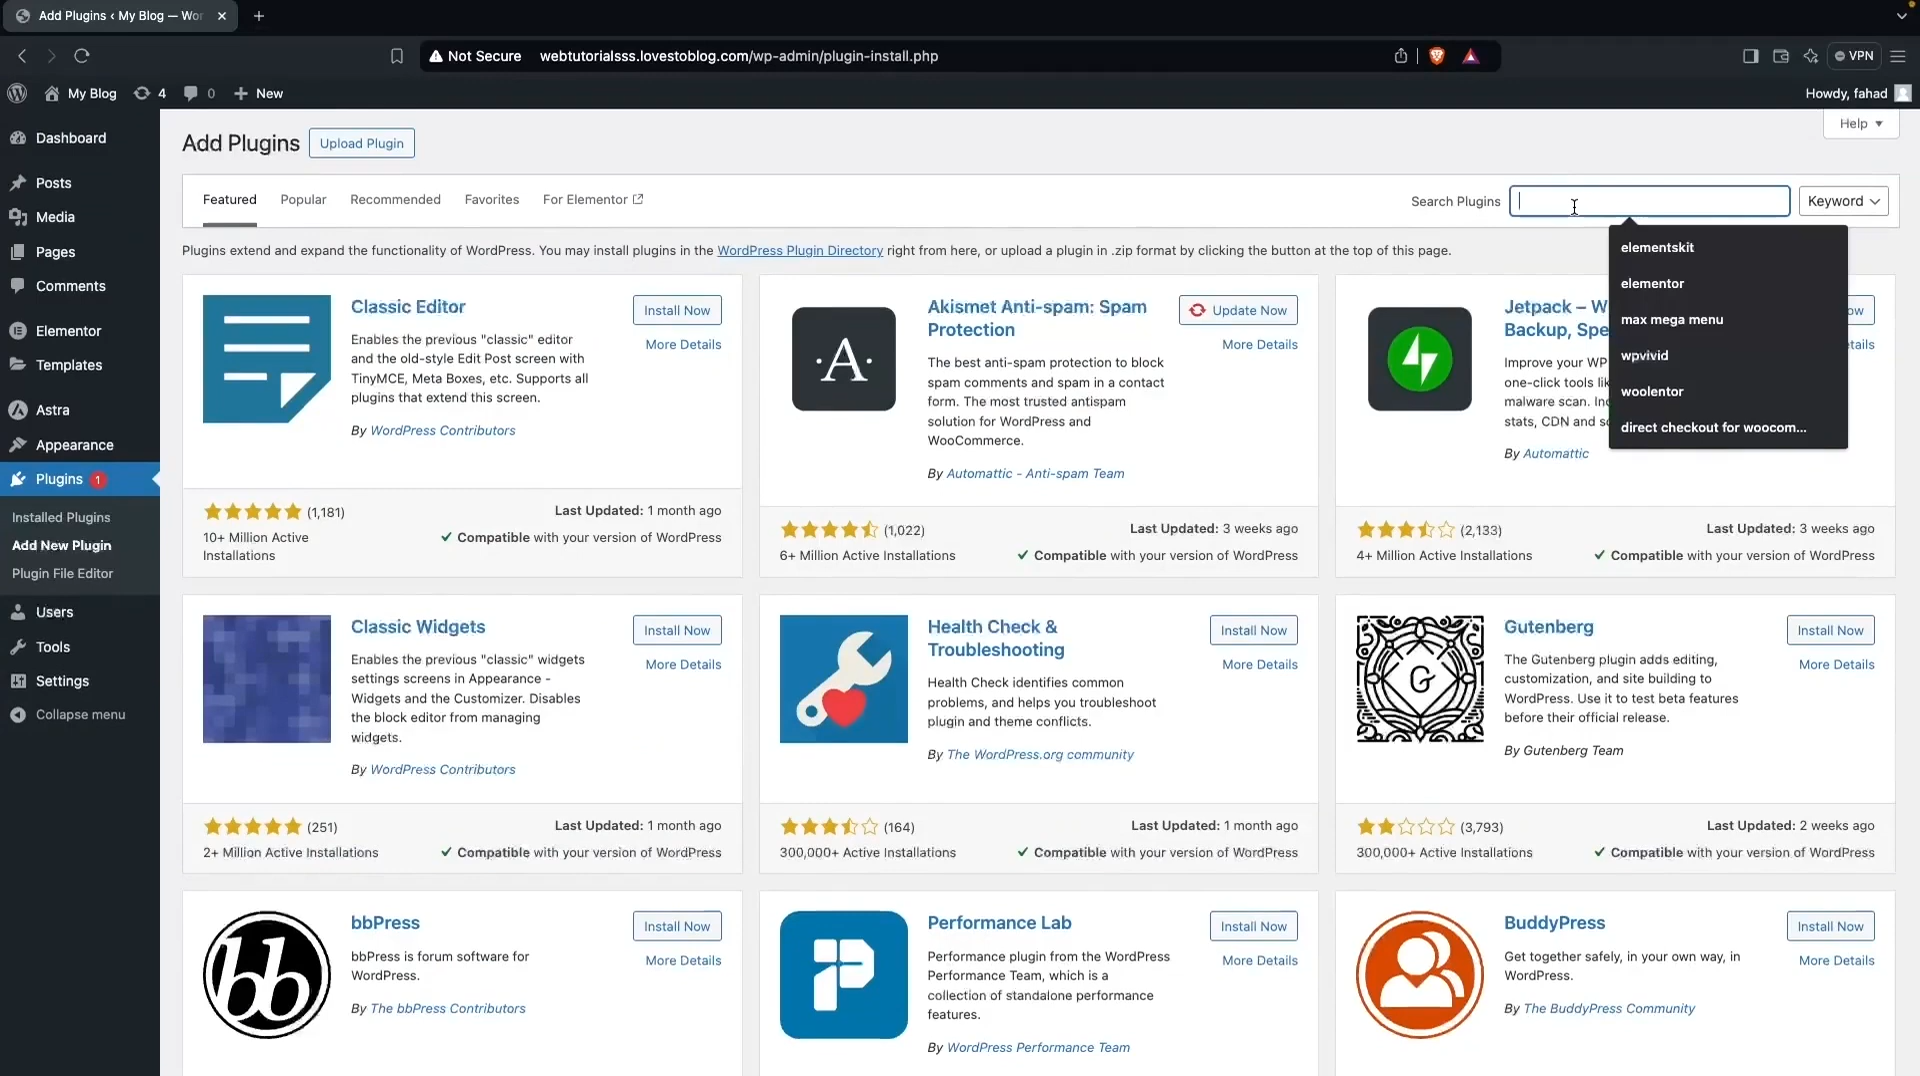 Add Plugins ‹ My Blog — Wor
Not Secure webtutorialsss.lovestoblog.com/wp-admin/plugin-install.php
VPN
My Blog 4 0 New
Howdy, fahad
Dashboard
Posts
Media
Pages
Comments
Elementor
Templates
Astra
Appearance
Plugins 1
Installed Plugins
Add New Plugin
Plugin File Editor
Users
Tools
Settings
Collapse menu
Help
Add Plugins Upload Plugin
Featured Popular Recommended Favorites For Elementor
Search Plugins Keyword
elementskit
elementor
max mega menu
wpvivid
woolentor
direct checkout for woocom...
Plugins extend and expand the functionality of WordPress. You may install plugins in the WordPress Plugin Directory right from here, or upload a plugin in .zip format by clicking the button at the top of this page.
Classic Editor
Install Now
More Details
Enables the previous "classic" editor
and the old-style Edit Post screen with
TinyMCE, Meta Boxes, etc. Supports all
plugins that extend this screen.
By WordPress Contributors
(1,181)
10+ Million Active
Installations
Last Updated: 1 month ago
✓ Compatible with your version of WordPress
·A·
Akismet Anti-spam: Spam
Protection
Update Now
More Details
The best anti-spam protection to block
spam comments and spam in a contact
form. The most trusted antispam
solution for WordPress and
WooCommerce.
By Automattic - Anti-spam Team
(1,022)
6+ Million Active Installations
Last Updated: 3 weeks ago
✓ Compatible with your version of WordPress
Jetpack – W
Backup, Spe
ow
tails
Improve your WP
one-click tools lik
malware scan. Inc
stats, CDN and so
By Automattic
(2,133)
4+ Million Active Installations
Last Updated: 3 weeks ago
✓ Compatible with your version of WordPress
Classic Widgets
Install Now
More Details
Enables the previous "classic" widgets
settings screens in Appearance -
Widgets and the Customizer. Disables
the block editor from managing
widgets.
By WordPress Contributors
(251)
2+ Million Active Installations
Last Updated: 1 month ago
✓ Compatible with your version of WordPress
Health Check &
Troubleshooting
Install Now
More Details
Health Check identifies common
problems, and helps you troubleshoot
plugin and theme conflicts.
By The WordPress.org community
(164)
300,000+ Active Installations
Last Updated: 1 month ago
✓ Compatible with your version of WordPress
G
Gutenberg
Install Now
More Details
The Gutenberg plugin adds editing,
customization, and site building to
WordPress. Use it to test beta features
before their official release.
By Gutenberg Team
(3,793)
300,000+ Active Installations
Last Updated: 2 weeks ago
✓ Compatible with your version of WordPress
bb
bbPress
Install Now
More Details
bbPress is forum software for
WordPress.
By The bbPress Contributors
Performance Lab
Install Now
More Details
Performance plugin from the WordPress
Performance Team, which is a
collection of standalone performance
features.
By WordPress Performance Team
BuddyPress
Install Now
More Details
Get together safely, in your own way, in
WordPress.
By The BuddyPress Community